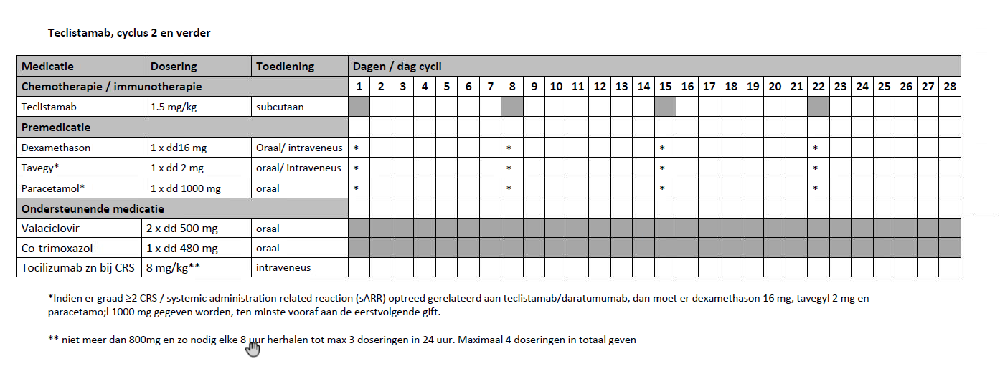 Teclistamab, cyclus 2 en verder
Medicatie Dosering Toediening Dagen / dag cycli
Chemotherapie / immunotherapie 1 2 3 4 5 6 7 8 9 10 11 12 13 14 15 16 17 18 19 20 21 22 23 24 25 26 27 28
Teclistamab 1.5 mg/kg subcutaan
Premedicatie
Dexamethason 1 x dd16 mg Oraal/ intraveneus * * * *
Tavegy* 1 x dd 2 mg oraal/ intraveneus * * * *
Paracetamol* 1 x dd 1000 mg oraal * * * *
Ondersteunende medicatie
Valaciclovir 2 x dd 500 mg oraal
Co-trimoxazol 1 x dd 480 mg oraal
Tocilizumab zn bij CRS 8 mg/kg** intraveneus
*Indien er graad ≥2 CRS / systemic administration related reaction (sARR) optreed gerelateerd aan teclistamab/daratumumab, dan moet er dexamethason 16 mg, tavegyl 2 mg en
paracetamo;l 1000 mg gegeven worden, ten minste vooraf aan de eerstvolgende gift.
** niet meer dan 800mg en zo nodig elke 8 uur herhalen tot max 3 doseringen in 24 uur. Maximaal 4 doseringen in totaal geven